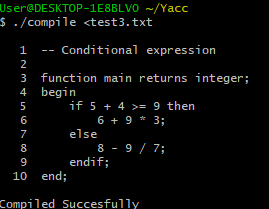 User@DESKTOP-1E8BLVO ~/Yacc
$ ./compile <test3.txt
1 -- Conditional expression
2
3 function main returns integer;
4 begin
5 if 5 + 4 >= 9 then
6 6 + 9 * 3;
7 else
8 8 - 9 / 7;
9 endif;
10 end;
Compiled Succesfully